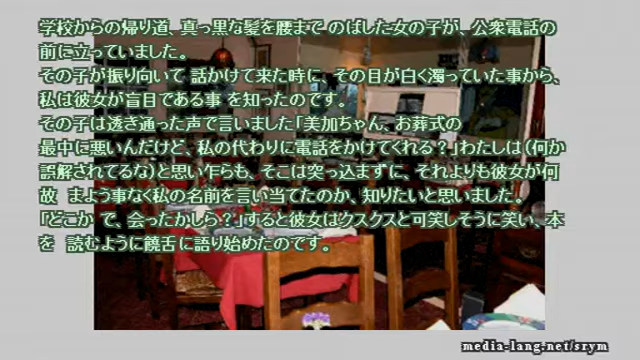 学校からの帰り道、真っ黒な髪を腰まで のばした女の子が、公衆電話の
前に立っていました。
その子が振り向いて 話かけて来た時に、その目が白く濁っていた事から、
私は彼女が盲目である事 を知ったのです。
その子は透き通った声で言いました「美加ちゃん、お葬式の
最中に悪いんだけど、私の代わりに電話をかけてくれる？」わたしは（何か
誤解されてるな）と思い乍らも、そこは突っ込まずに、それよりも彼女が何
故　まよう事なく私の名前を言い当てたのか、知りたいと思いました。
「どこか で、会ったかしら？」すると彼女はクスクスと可笑しそうに笑い、本
を　読むように饒舌に語り始めたのです。
media-lang.net/srym